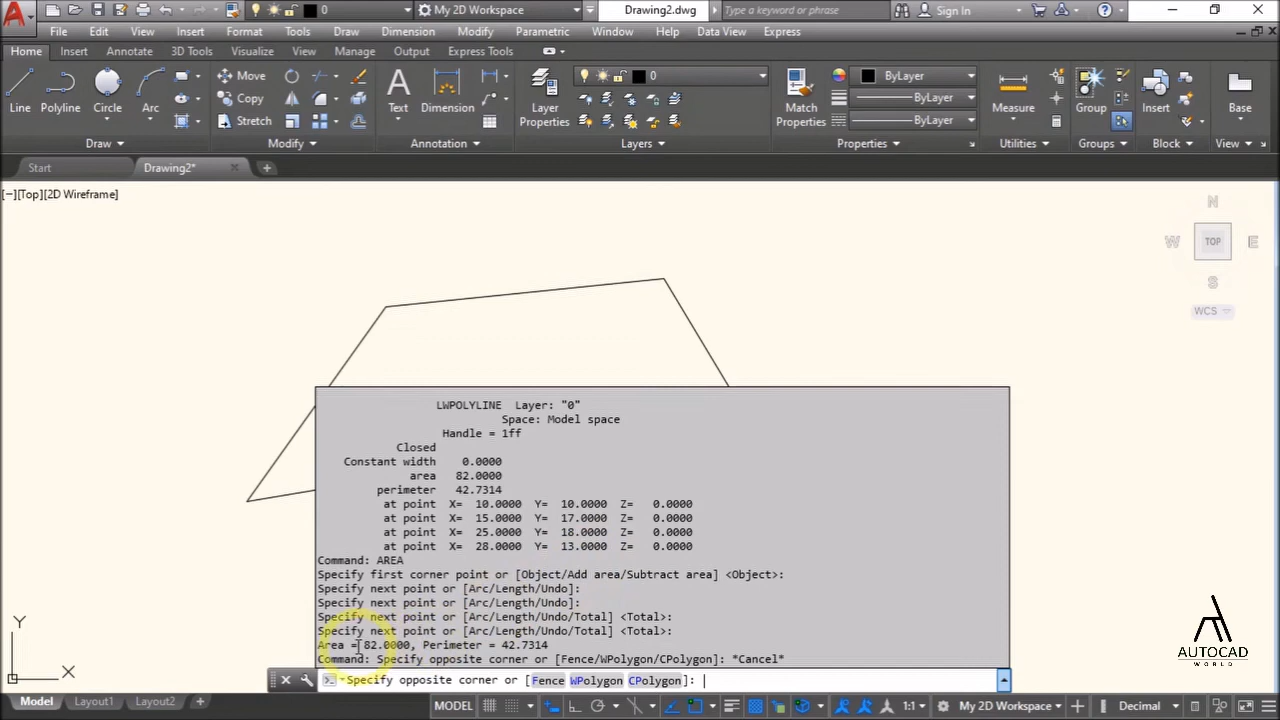 A 0 My 2D Workspace Drawing2.dwg Type a keyword or phrase Sign In ?
File Edit View Insert Format Tools Draw Dimension Modify Parametric Window Help Data View Express
Home Insert Annotate 3D Tools Visualize Manage Output Express Tools
Move A 0 ByLayer
Copy ByLayer
Line Polyline Circle Arc Text Dimension Layer Match Measure Group Insert Base
Stretch Properties Properties ByLayer
Draw Modify Annotation Layers Properties Utilities Groups Block View
Start Drawing2* +
[−][Top][2D Wireframe]
N
W TOP E
S
WCS
LWPOLYLINE Layer: "0"
Space: Model space
Handle = 1ff
Closed
Constant width 0.0000
area 82.0000
perimeter 42.7314
at point X= 10.0000 Y= 10.0000 Z= 0.0000
at point X= 15.0000 Y= 17.0000 Z= 0.0000
at point X= 25.0000 Y= 18.0000 Z= 0.0000
at point X= 28.0000 Y= 13.0000 Z= 0.0000
Command: AREA
Specify first corner point or [Object/Add area/Subtract area] <Object>:
Specify next point or [Arc/Length/Undo]:
Specify next point or [Arc/Length/Undo]:
Specify next point or [Arc/Length/Undo/Total] <Total>:
Specify next point or [Arc/Length/Undo/Total] <Total>:
Area = 82.0000, Perimeter = 42.7314
Command: Specify opposite corner or [Fence/WPolygon/CPolygon]: *Cancel*
Specify opposite corner or [Fence WPolygon CPolygon]:
Y
X
AUTOCAD
WORLD
Model Layout1 Layout2 + MODEL 1:1 My 2D Workspace Decimal